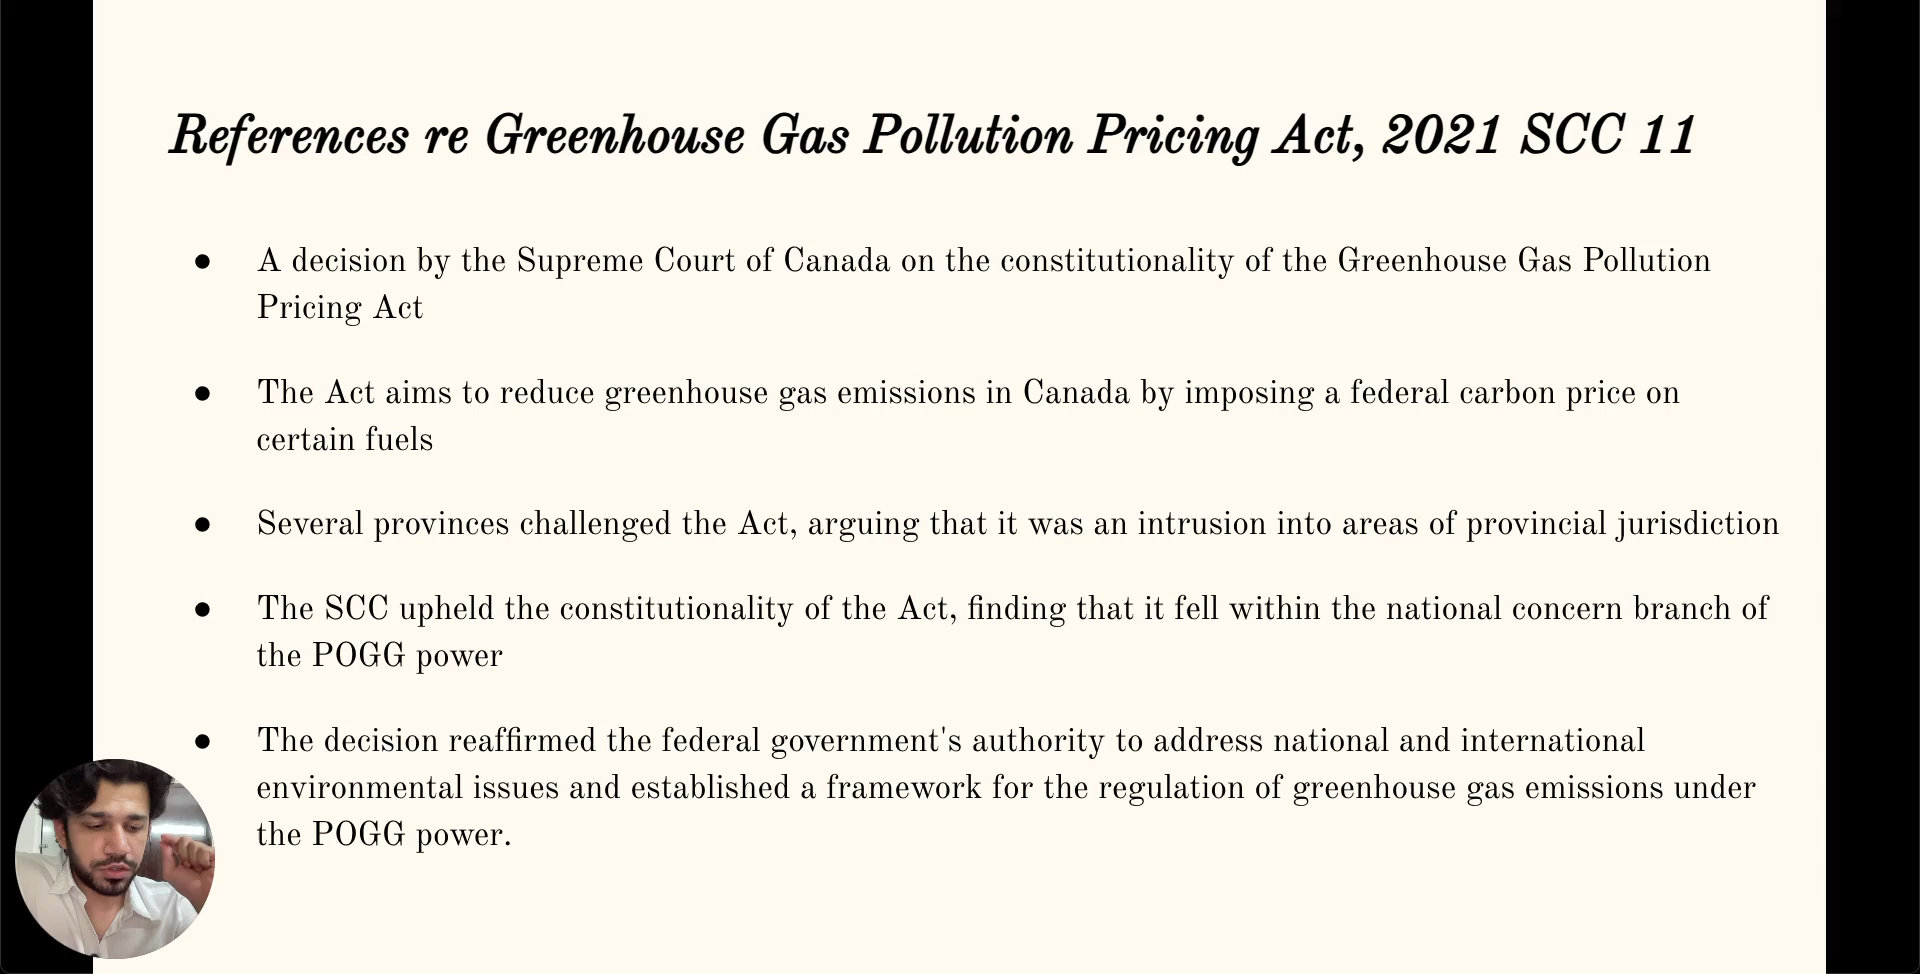 References re Greenhouse Gas Pollution Pricing Act, 2021 SCC 11
● A decision by the Supreme Court of Canada on the constitutionality of the Greenhouse Gas Pollution
Pricing Act
● The Act aims to reduce greenhouse gas emissions in Canada by imposing a federal carbon price on
certain fuels
● Several provinces challenged the Act, arguing that it was an intrusion into areas of provincial jurisdiction
● The SCC upheld the constitutionality of the Act, finding that it fell within the national concern branch of
the POGG power
● The decision reaffirmed the federal government's authority to address national and international
environmental issues and established a framework for the regulation of greenhouse gas emissions under
the POGG power.